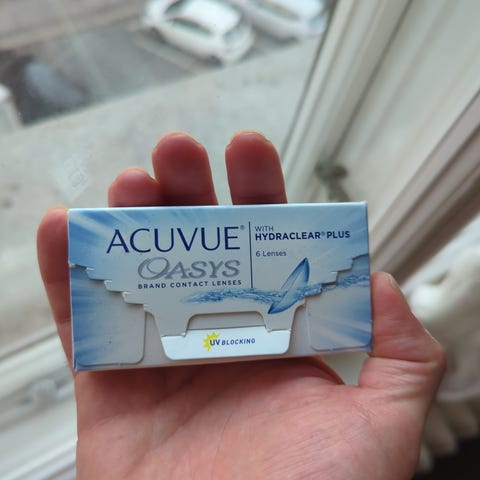 ACUVUE®
OASYS
BRAND CONTACT LENSES
WITH
HYDRACLEAR® PLUS
6 Lenses
UV BLOCKING